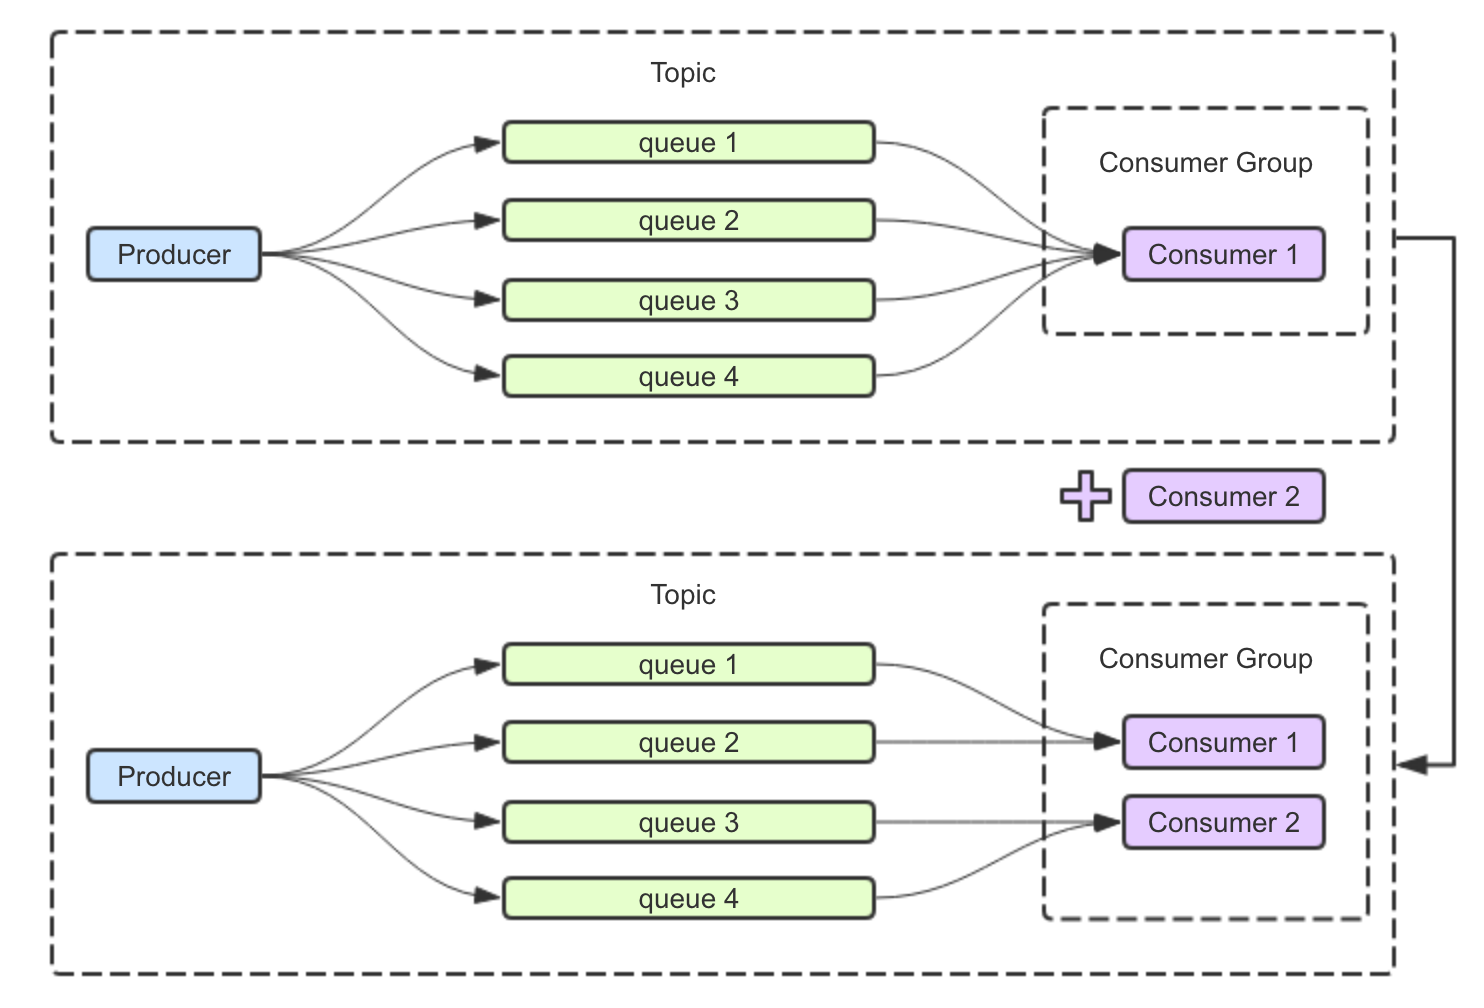 Topic
queue 1
Consumer Group
queue 2
Producer
Consumer 1
queue 3
queue 4
Consumer 2
Topic
queue 1
Consumer Group
queue 2
Consumer 1
Producer
queue 3
Consumer 2
queue 4